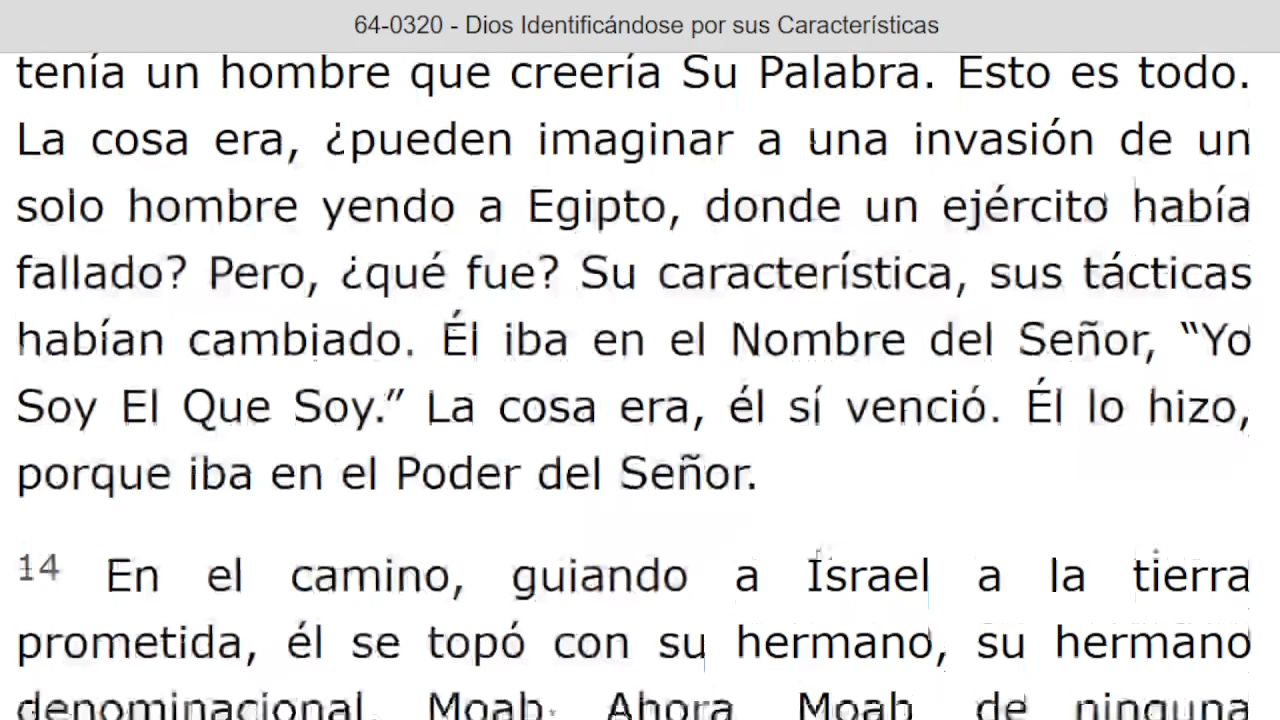 64-0320 - Dios Identificándose por sus Características
tenía un hombre que creería Su Palabra. Esto es todo.
La cosa era, ¿pueden imaginar a una invasión de un
solo hombre yendo a Egipto, donde un ejército había
fallado? Pero, ¿qué fue? Su característica, sus tácticas
habían cambiado. Él iba en el Nombre del Señor, “Yo
Soy El Que Soy.” La cosa era, él sí venció. Él lo hizo,
porque iba en el Poder del Señor.
14 En el camino, guiando a Israel a la tierra
prometida, él se topó con su hermano, su hermano
denominacional, Moab. Ahora Moab de ninguna